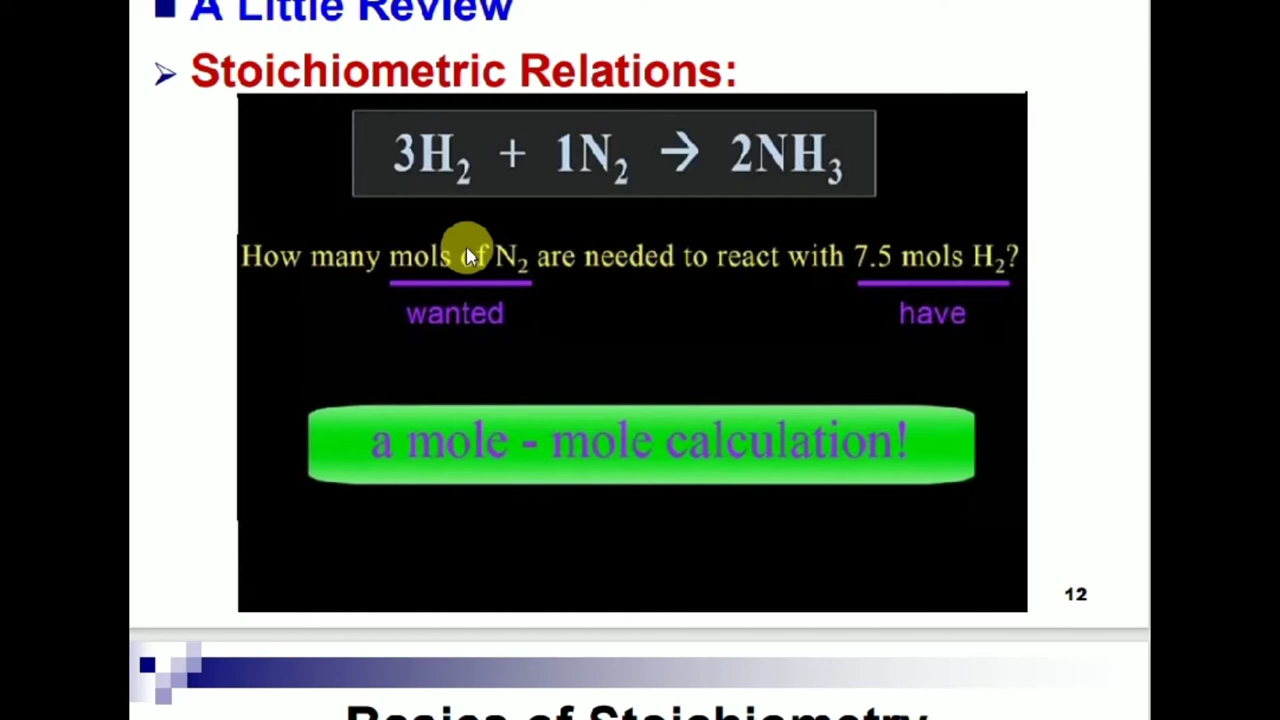 A Little Review
Stoichiometric Relations:
3H₂ + 1N₂ → 2NH₃
How many mols of N₂ are needed to react with 7.5 mols H₂?
wanted have
a mole - mole calculation!
12
Basics of Stoichiometry